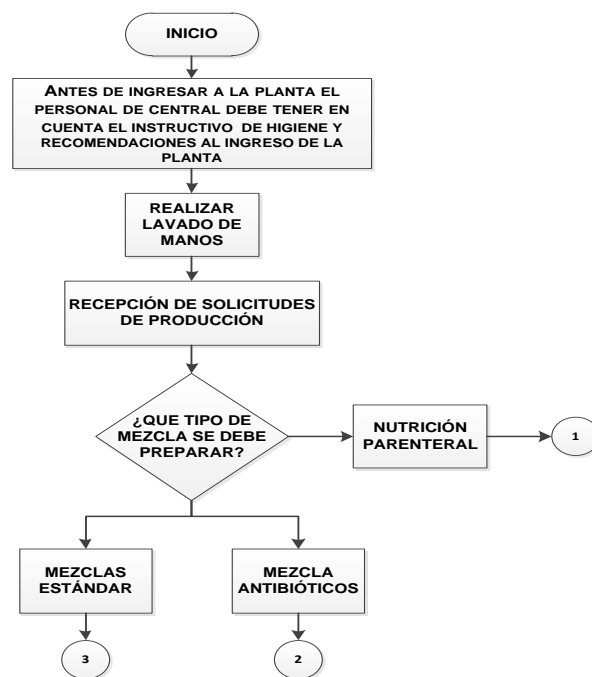 INICIO
ANTES DE INGRESAR A LA PLANTA EL
PERSONAL DE CENTRAL DEBE TENER EN
CUENTA EL INSTRUCTIVO DE HIGIENE Y
RECOMENDACIONES AL INGRESO DE LA
PLANTA
REALIZAR
LAVADO DE
MANOS
RECEPCIÓN DE SOLICITUDES
DE PRODUCCIÓN
¿QUE TIPO DE
MEZCLA SE DEBE
PREPARAR?
NUTRICIÓN
PARENTERAL
1
MEZCLAS
ESTÁNDAR
MEZCLA
ANTIBIÓTICOS
3
2